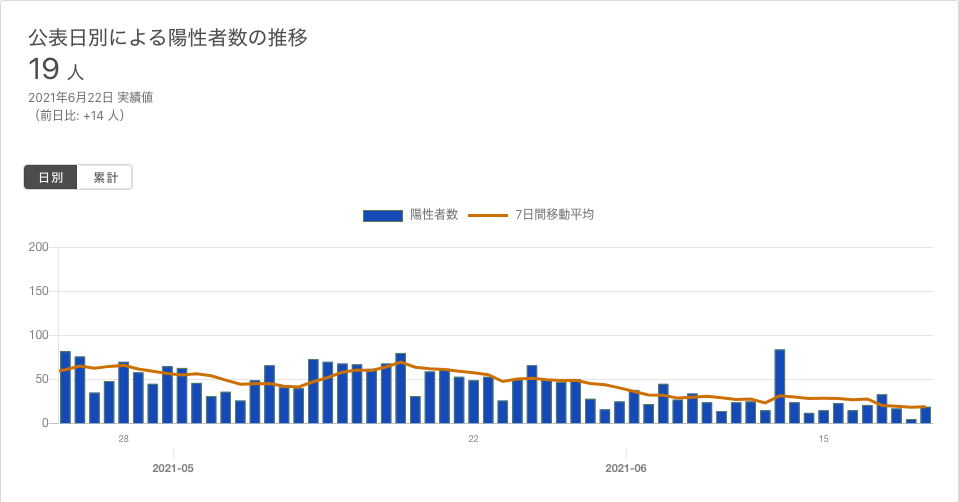 公表日別による陽性者数の推移
19 人
2021年6月22日 実績値
（前日比: +14 人）
日別 累計
陽性者数 7日間移動平均
200
150
100
50
0
28 22 15
2021-05 2021-06